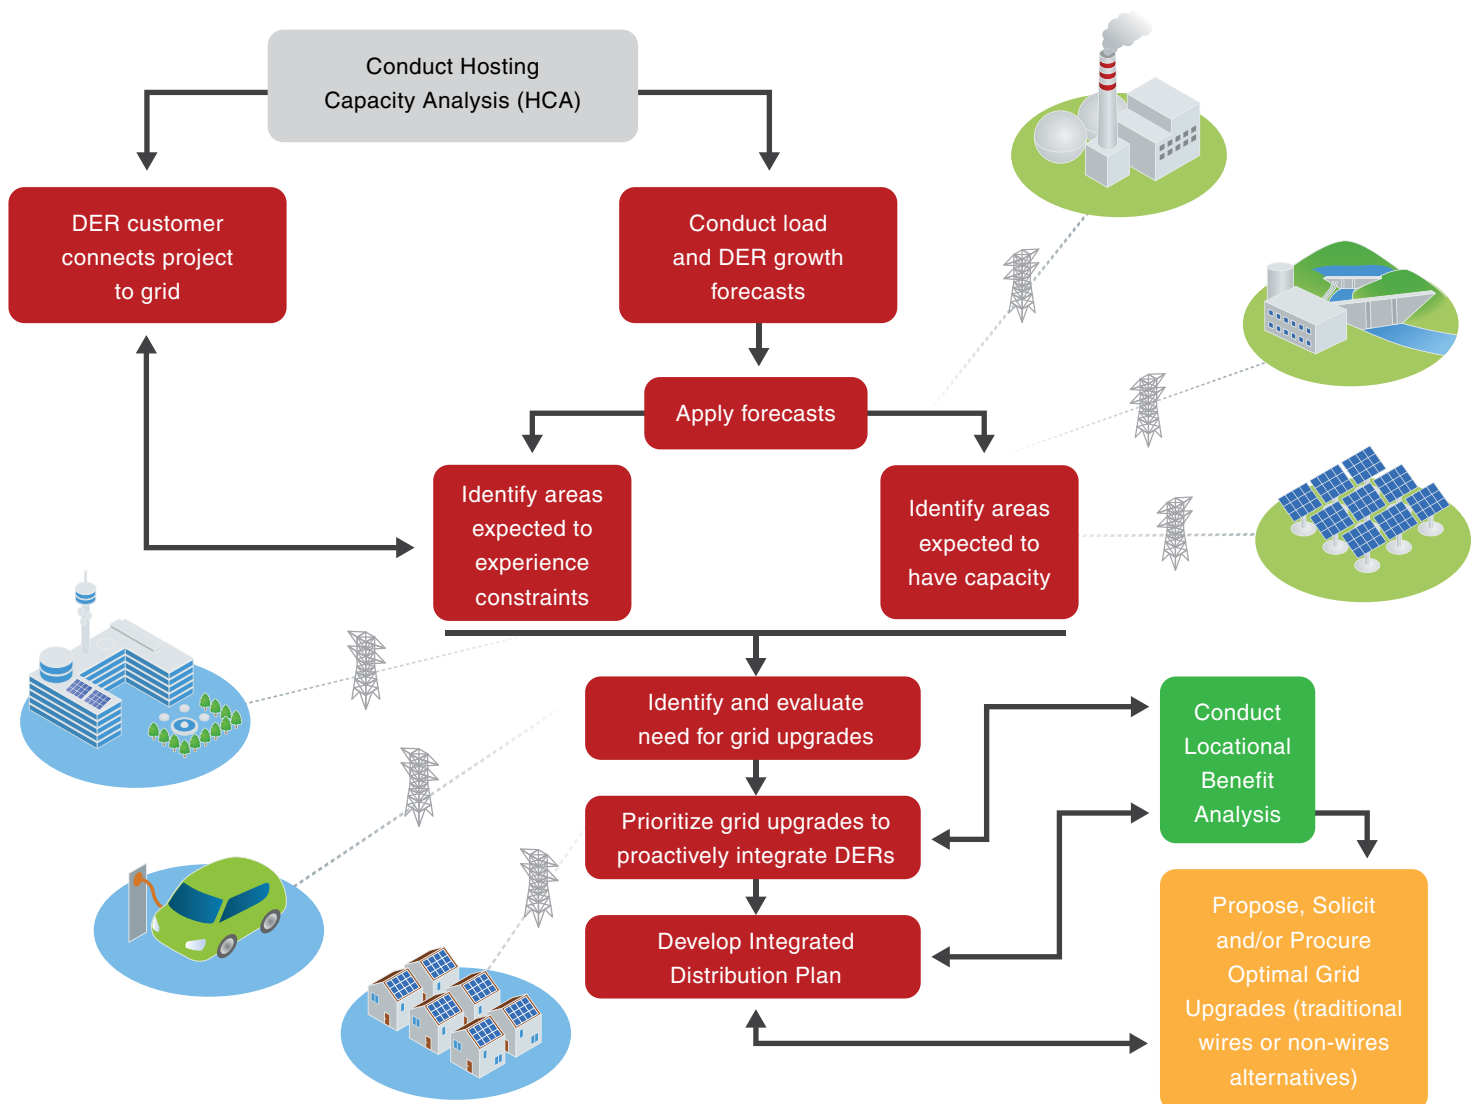 Conduct Hosting
Capacity Analysis (HCA)
DER customer
connects project
to grid
Conduct load
and DER growth
forecasts
Apply forecasts
Identify areas
expected to
experience
constraints
Identify areas
expected to
have capacity
Identify and evaluate
need for grid upgrades
Prioritize grid upgrades to
proactively integrate DERs
Develop Integrated
Distribution Plan
Conduct
Locational
Benefit
Analysis
Propose, Solicit
and/or Procure
Optimal Grid
Upgrades (traditional
wires or non-wires
alternatives)